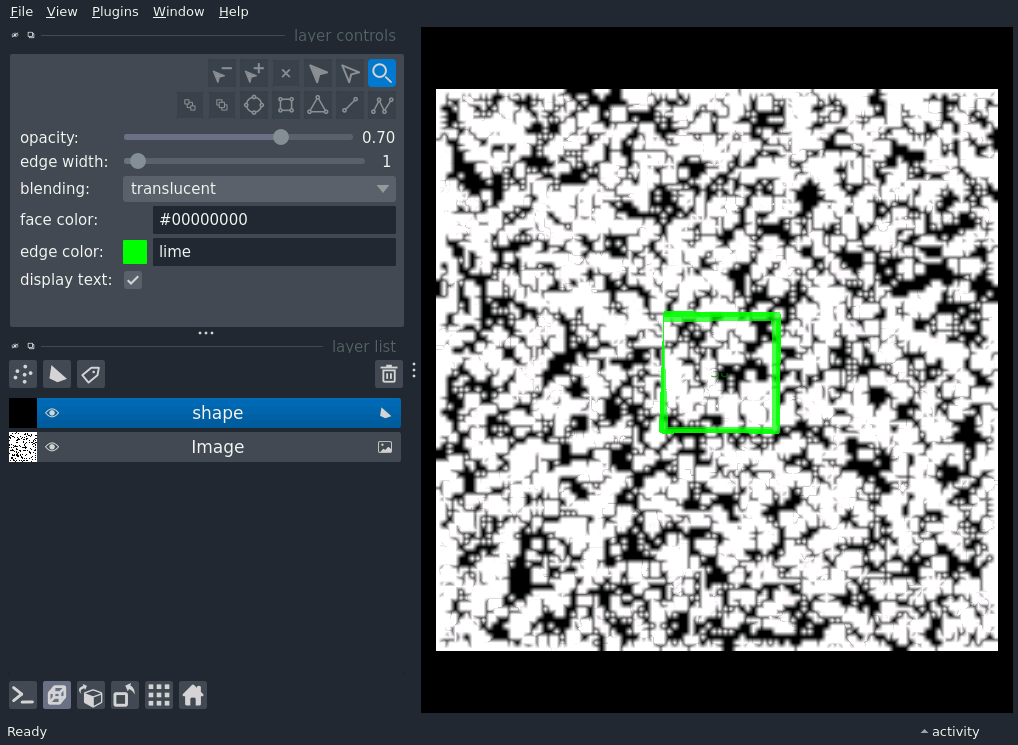 File View Plugins Window Help
layer controls
opacity: 0.70
edge width: 1
blending: translucent
face color: #00000000
edge color: lime
display text:
layer list
shape
Image
Ready activity